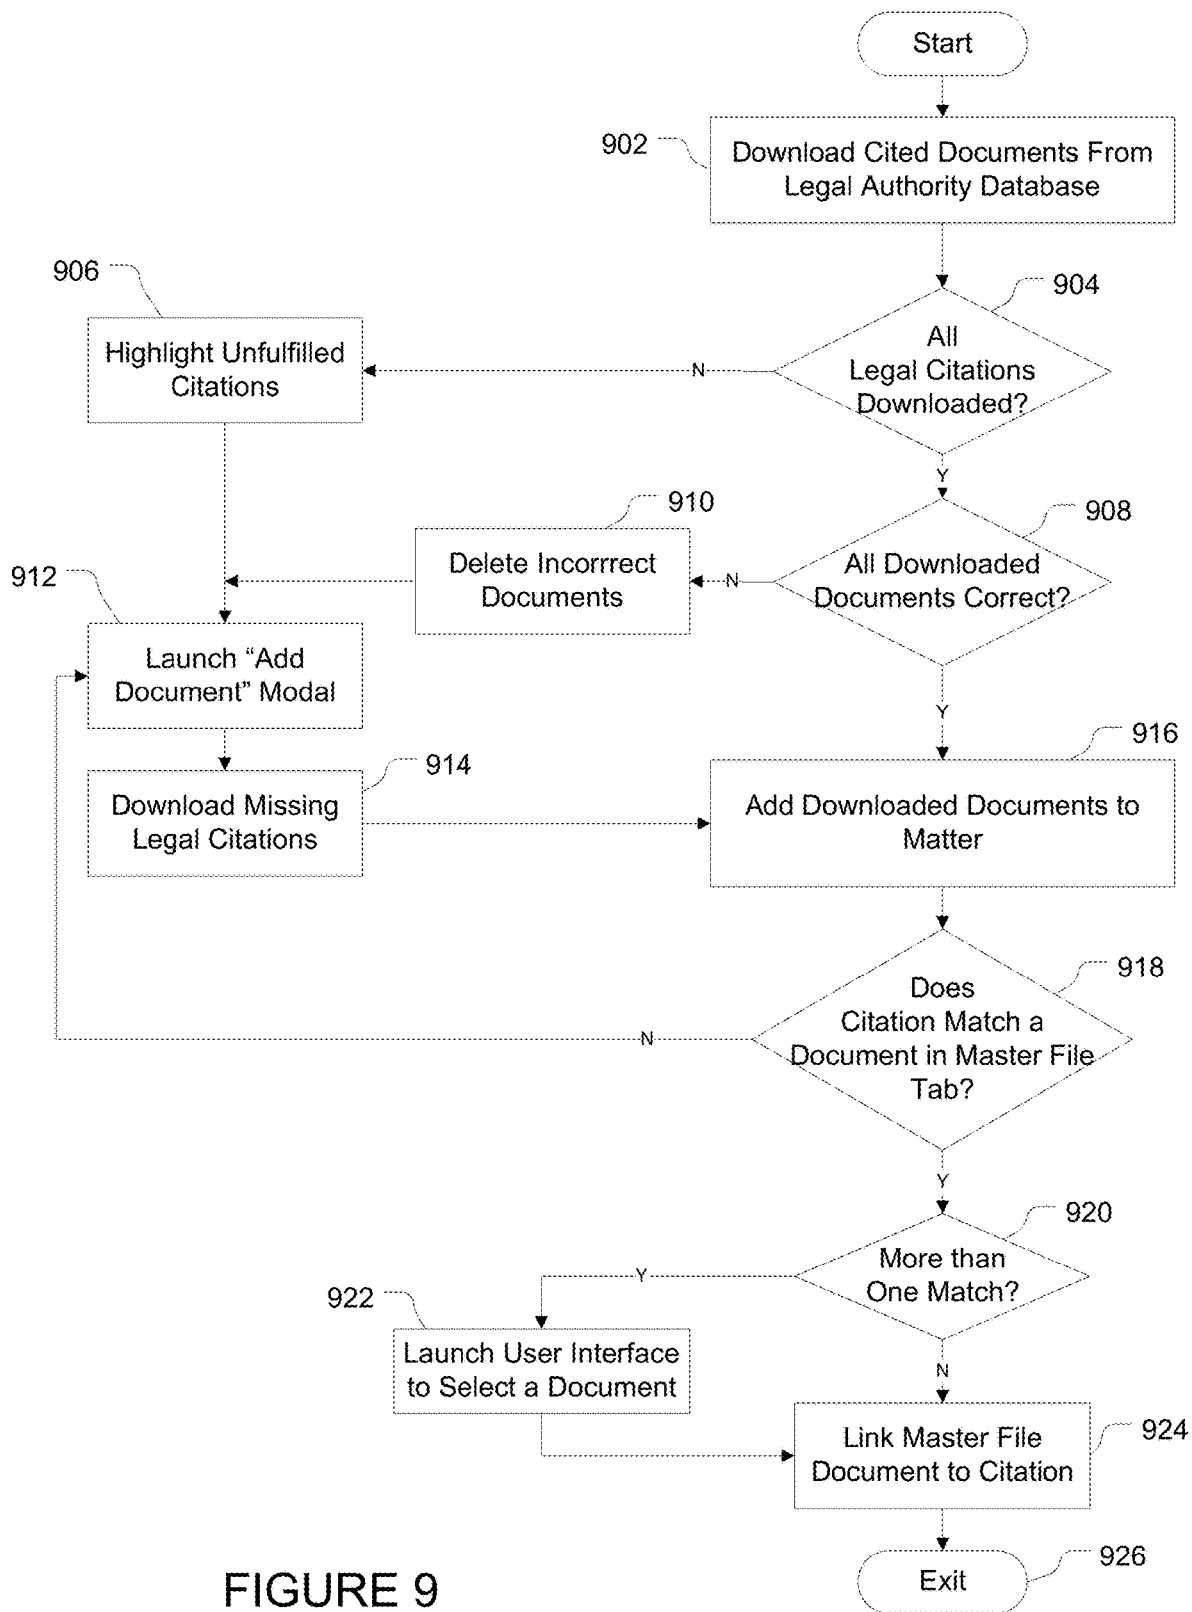 Start
902
Download Cited Documents From
Legal Authority Database
906
904
Highlight Unfulfilled
Citations
N
All
Legal Citations
Downloaded?
Y
910
908
912
Delete Incorrrect
Documents
N
All Downloaded
Documents Correct?
Launch “Add
Document” Modal
Y
914
916
Download Missing
Legal Citations
Add Downloaded Documents to
Matter
918
Does
Citation Match a
Document in Master File
Tab?
N
Y
920
More than
One Match?
Y
922
Launch User Interface
to Select a Document
N
924
Link Master File
Document to Citation
926
Exit
FIGURE 9